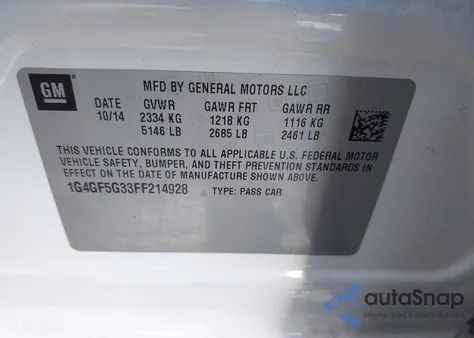 GM
MFD BY GENERAL MOTORS LLC
DATE GVWR GAWR FRT GAWR RR
10/14 2334 KG 1218 KG 1116 KG
5146 LB 2685 LB 2461 LB
THIS VEHICLE CONFORMS TO ALL APPLICABLE U.S. FEDERAL MOTOR
VEHICLE SAFETY, BUMPER, AND THEFT PREVENTION STANDARDS IN
EFFECT ON THE DATE OF MANUFACTURE SHOWN ABOVE.
1G4GF5G33FF214928 TYPE: PASS CAR
autoSnap